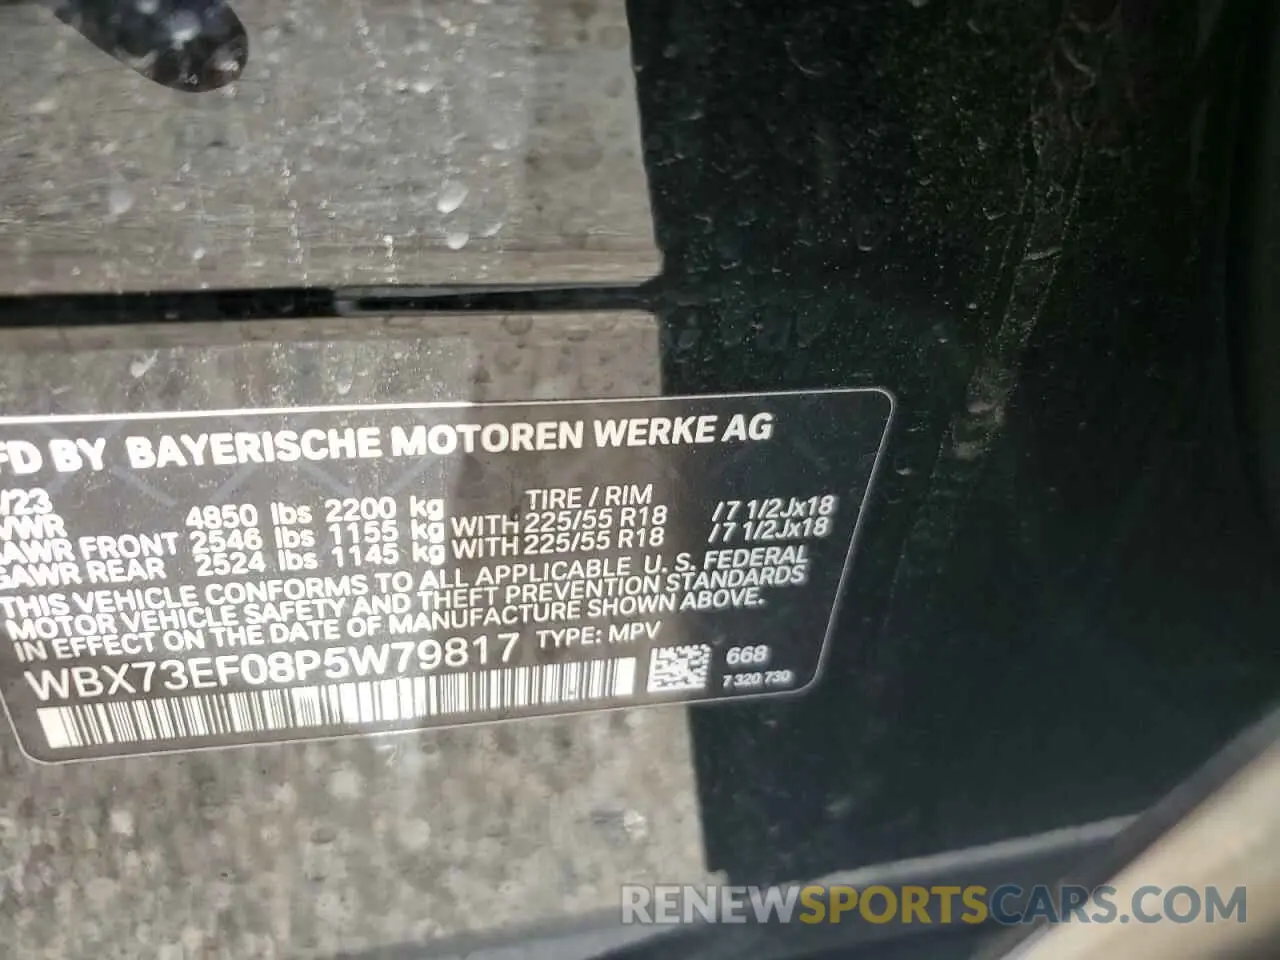 FD BY BAYERISCHE MOTOREN WERKE AG
/23
VWR 4850 lbs 2200 kg TIRE / RIM
GAWR FRONT 2546 lbs 1155 kg WITH 225/55 R18 /7 1/2Jx18
GAWR REAR 2524 lbs 1145 kg WITH 225/55 R18 /7 1/2Jx18
THIS VEHICLE CONFORMS TO ALL APPLICABLE U. S. FEDERAL
MOTOR VEHICLE SAFETY AND THEFT PREVENTION STANDARDS
IN EFFECT ON THE DATE OF MANUFACTURE SHOWN ABOVE.
WBX73EF08P5W79817 TYPE: MPV
668
7 320 730
RENEWSPORTSCARS.COM